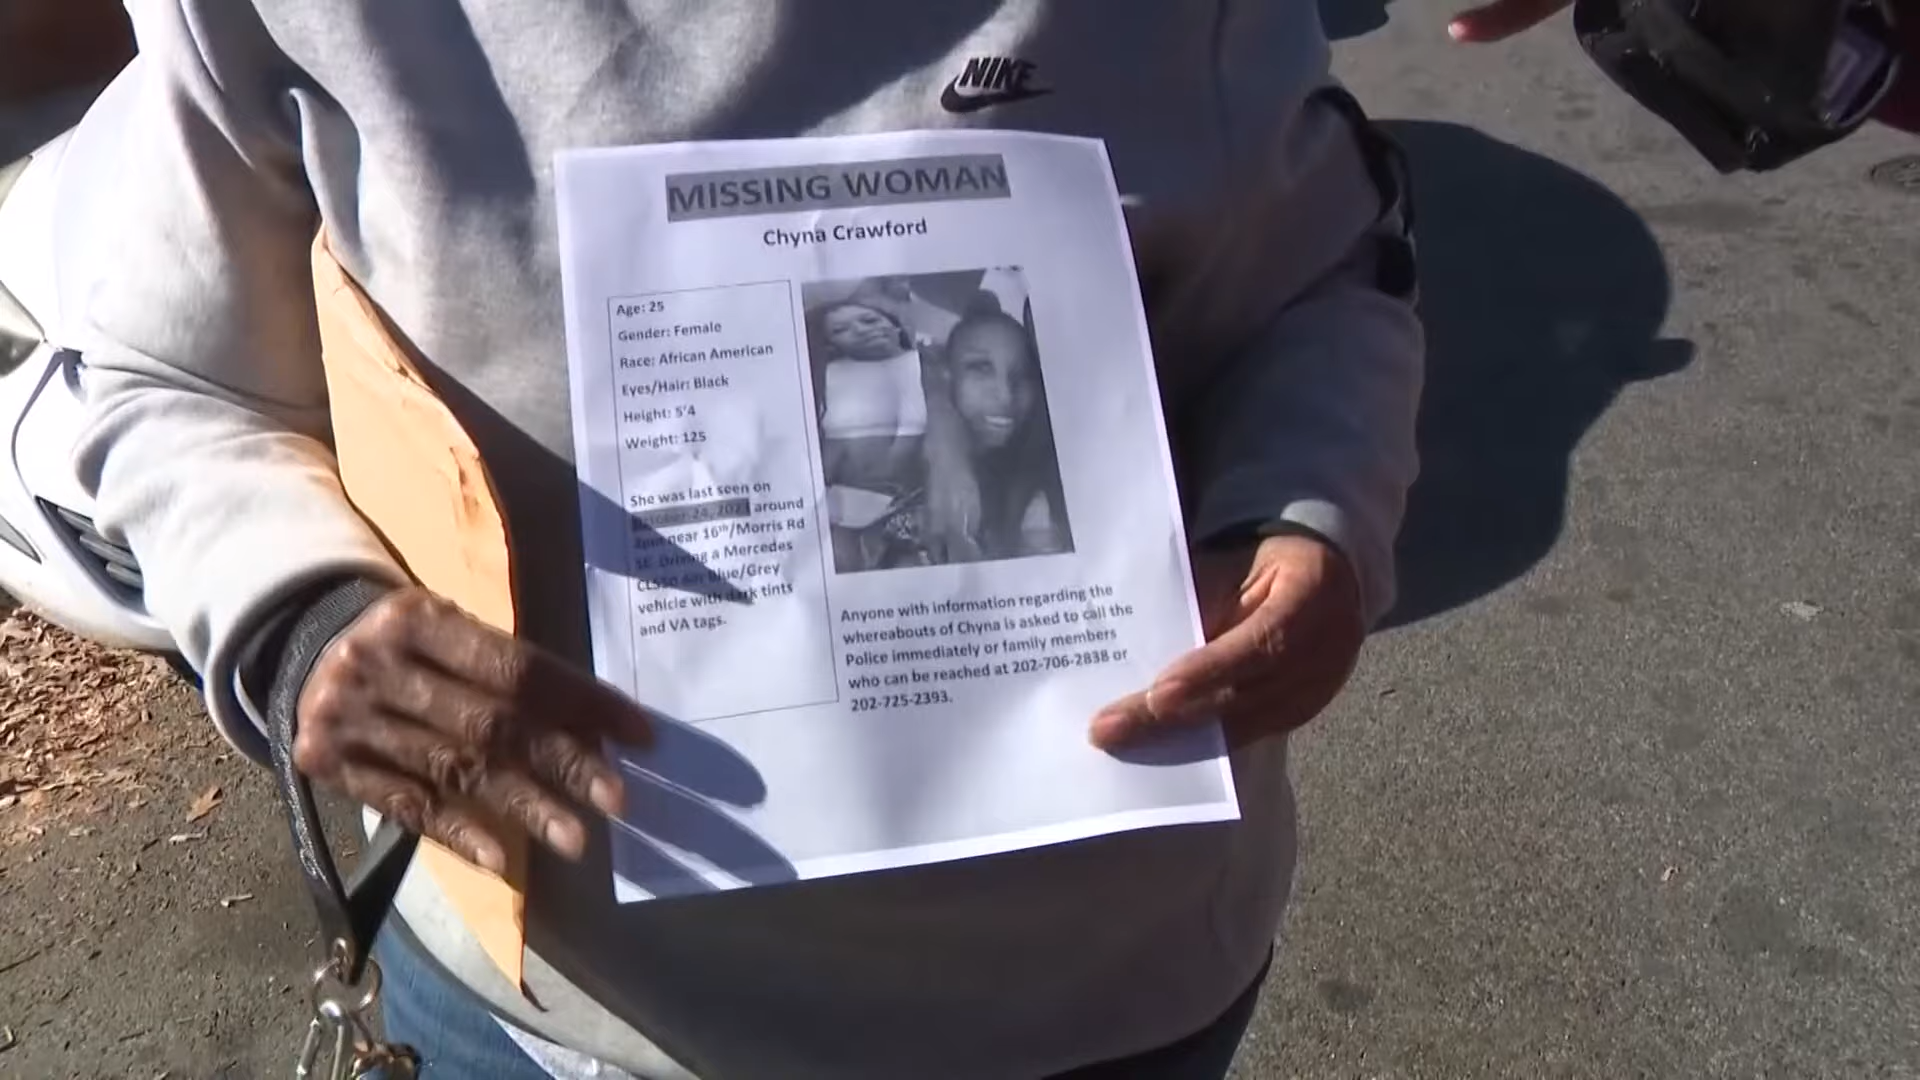 NIKE
MISSING WOMAN
Chyna Crawford
Age: 25
Gender: Female
Race: African American
Eyes/Hair: Black
Height: 5'4
Weight: 125
She was last seen on
October 24, around
2pm near 16th/Morris Rd
SE. Driving a Mercedes
Blue/Grey
vehicle with dark tints
and VA tags.
Anyone with information regarding the
whereabouts of Chyna is asked to call the
Police immediately or family members
who can be reached at 202-706-2838 or
202-725-2393.